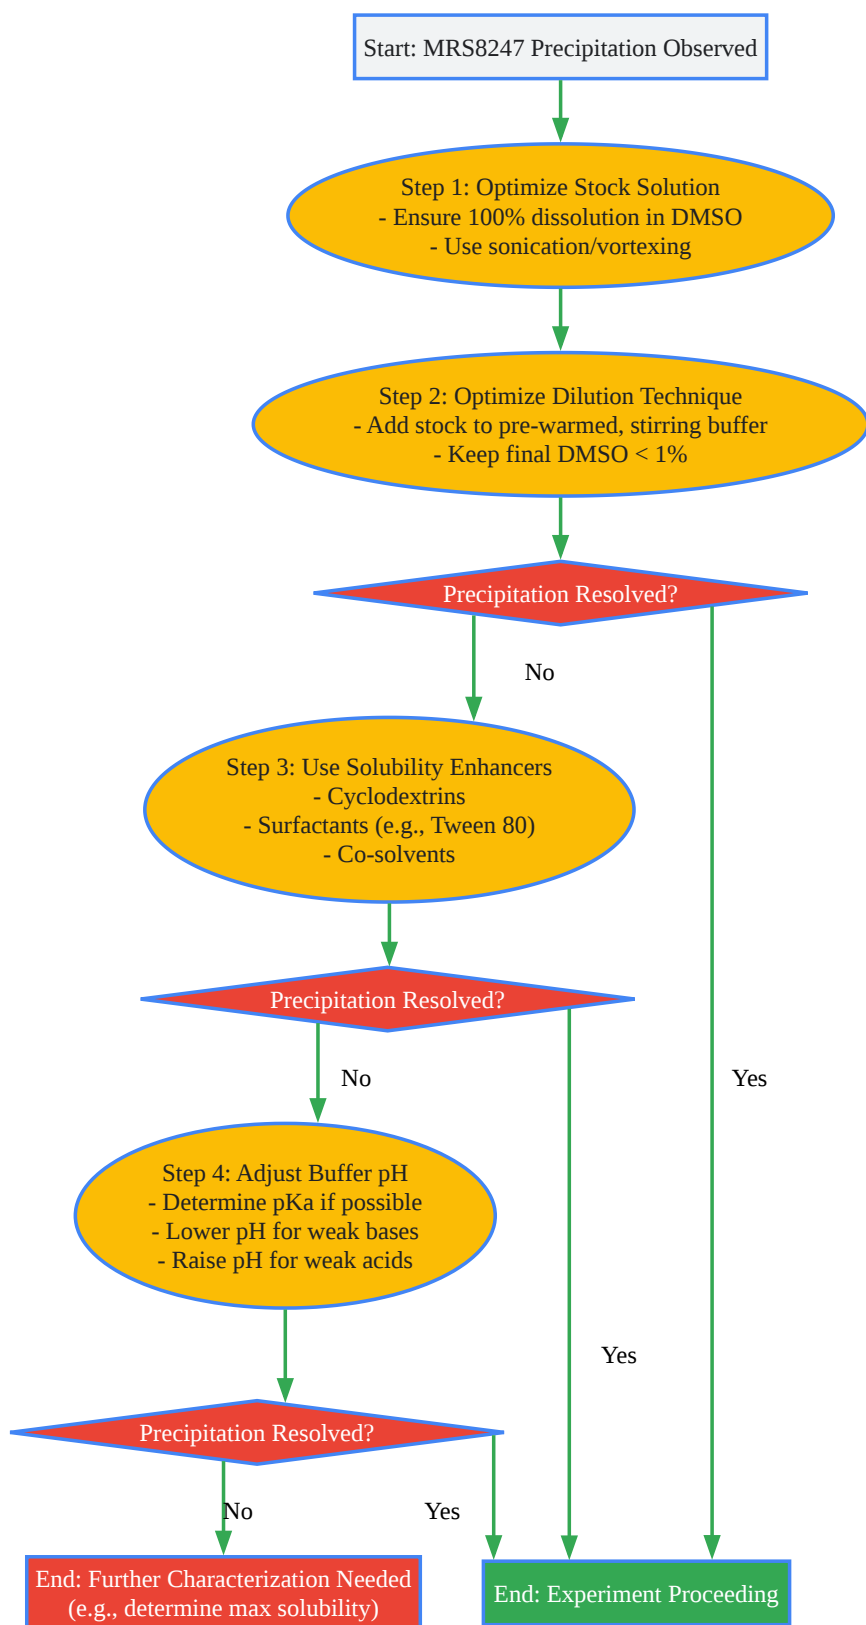 Start: MRS8247 Precipitation Observed
Step 1: Optimize Stock Solution
- Ensure 100% dissolution in DMSO
- Use sonication/vortexing
Step 2: Optimize Dilution Technique
- Add stock to pre-warmed, stirring buffer
- Keep final DMSO < 1%
Precipitation Resolved?
No
Step 3: Use Solubility Enhancers
- Cyclodextrins
- Surfactants (e.g., Tween 80)
- Co-solvents
Precipitation Resolved?
No
Yes
Step 4: Adjust Buffer pH
- Determine pKa if possible
- Lower pH for weak bases
- Raise pH for weak acids
Yes
Precipitation Resolved?
No
Yes
End: Further Characterization Needed
(e.g., determine max solubility)
End: Experiment Proceeding